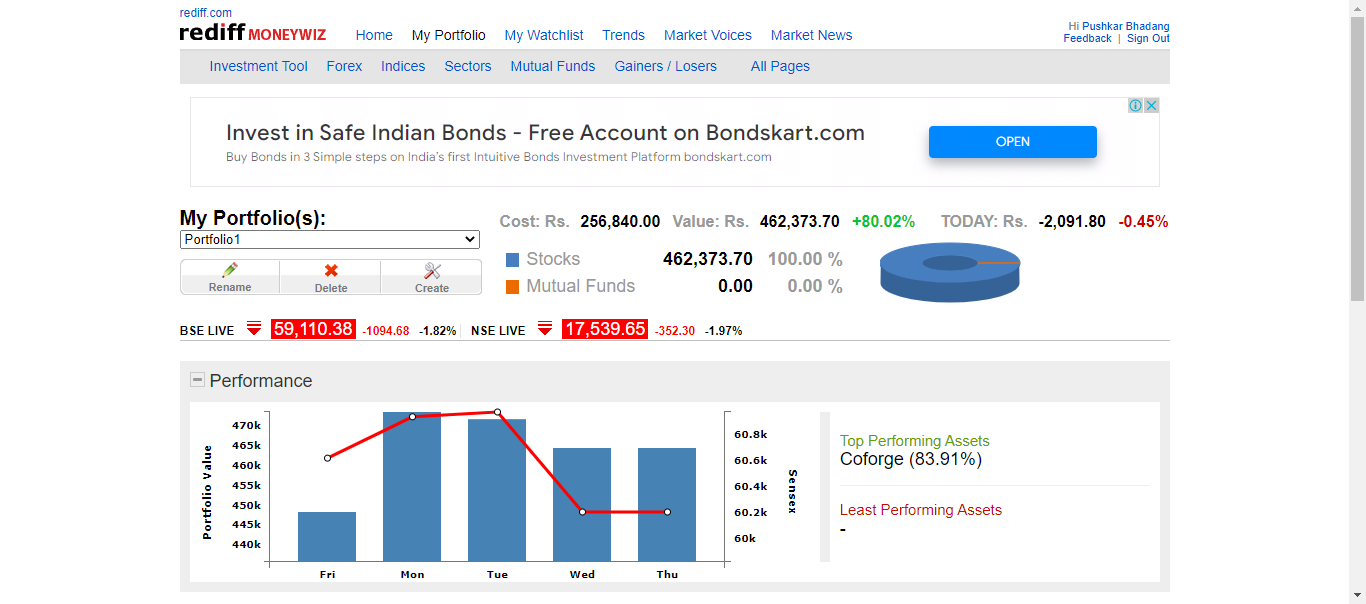 rediff.com
rediff MONEYWIZ
Home My Portfolio My Watchlist Trends Market Voices Market News
Hi Pushkar Bhadang
Feedback | Sign Out
Investment Tool Forex Indices Sectors Mutual Funds Gainers / Losers All Pages
Invest in Safe Indian Bonds - Free Account on Bondskart.com
Buy Bonds in 3 Simple steps on India's first Intuitive Bonds Investment Platform bondskart.com
OPEN
My Portfolio(s):
Portfolio1
Rename Delete Create
Cost: Rs. 256,840.00 Value: Rs. 462,373.70 +80.02% TODAY: Rs. -2,091.80 -0.45%
Stocks 462,373.70 100.00 %
Mutual Funds 0.00 0.00 %
BSE LIVE 59,110.38 -1094.68 -1.82% NSE LIVE 17,539.65 -352.30 -1.97%
Performance
Portfolio Value
470k
465k
460k
455k
450k
445k
440k
Fri Mon Tue Wed Thu
60.8k
60.6k
60.4k
60.2k
60k
Sensex
Top Performing Assets
Coforge (83.91%)
Least Performing Assets
-